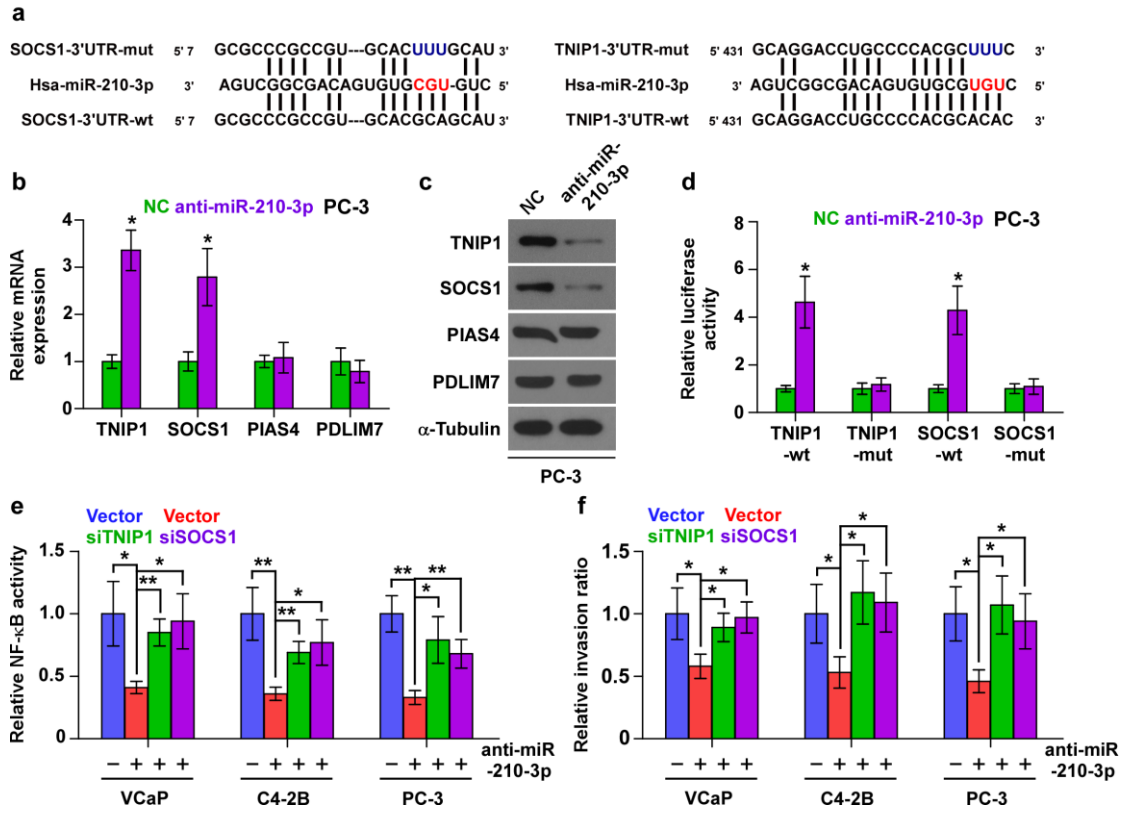 a
SOCS1-3'UTR-mut 5' 7 GCGCCCGCCGU---GCACUUUGCAU 3'
Hsa-miR-210-3p 3' AGUCGGCGACAGUGUGCGU-GUC 5'
SOCS1-3'UTR-wt 5' 7 GCGCCCGCCGU---GCACGCAGCAU 3'
TNIP1-3'UTR-mut 5' 431 GCAGGACCUGCCCCACGCUUUC 3'
Hsa-miR-210-3p 3' AGUCGGCGACAGUGUGCGUGUC 5'
TNIP1-3'UTR-wt 5' 431 GCAGGACCUGCCCCACGCACAC 3'
b
NC anti-miR-210-3p PC-3
Relative mRNA
expression
4
3
2
1
0
* *
TNIP1 SOCS1 PIAS4 PDLIM7
c
NC
anti-miR-
210-3p
TNIP1
SOCS1
PIAS4
PDLIM7
α-Tubulin
PC-3
d
NC anti-miR-210-3p PC-3
Relative luciferase
activity
8
6
4
2
0
* *
TNIP1 TNIP1 SOCS1 SOCS1
-wt -mut -wt -mut
e
Vector Vector
siTNIP1 siSOCS1
Relative NF-κB activity
1.5
1.0
0.5
0
* * **
** * **
** ** *
− + + + − + + + − + + +
anti-miR
-210-3p
VCaP C4-2B PC-3
f
Vector Vector
siTNIP1 siSOCS1
Relative invasion ratio
1.5
1.0
0.5
0
* * *
* * *
* * *
− + + + − + + + − + + +
anti-miR
-210-3p
VCaP C4-2B PC-3